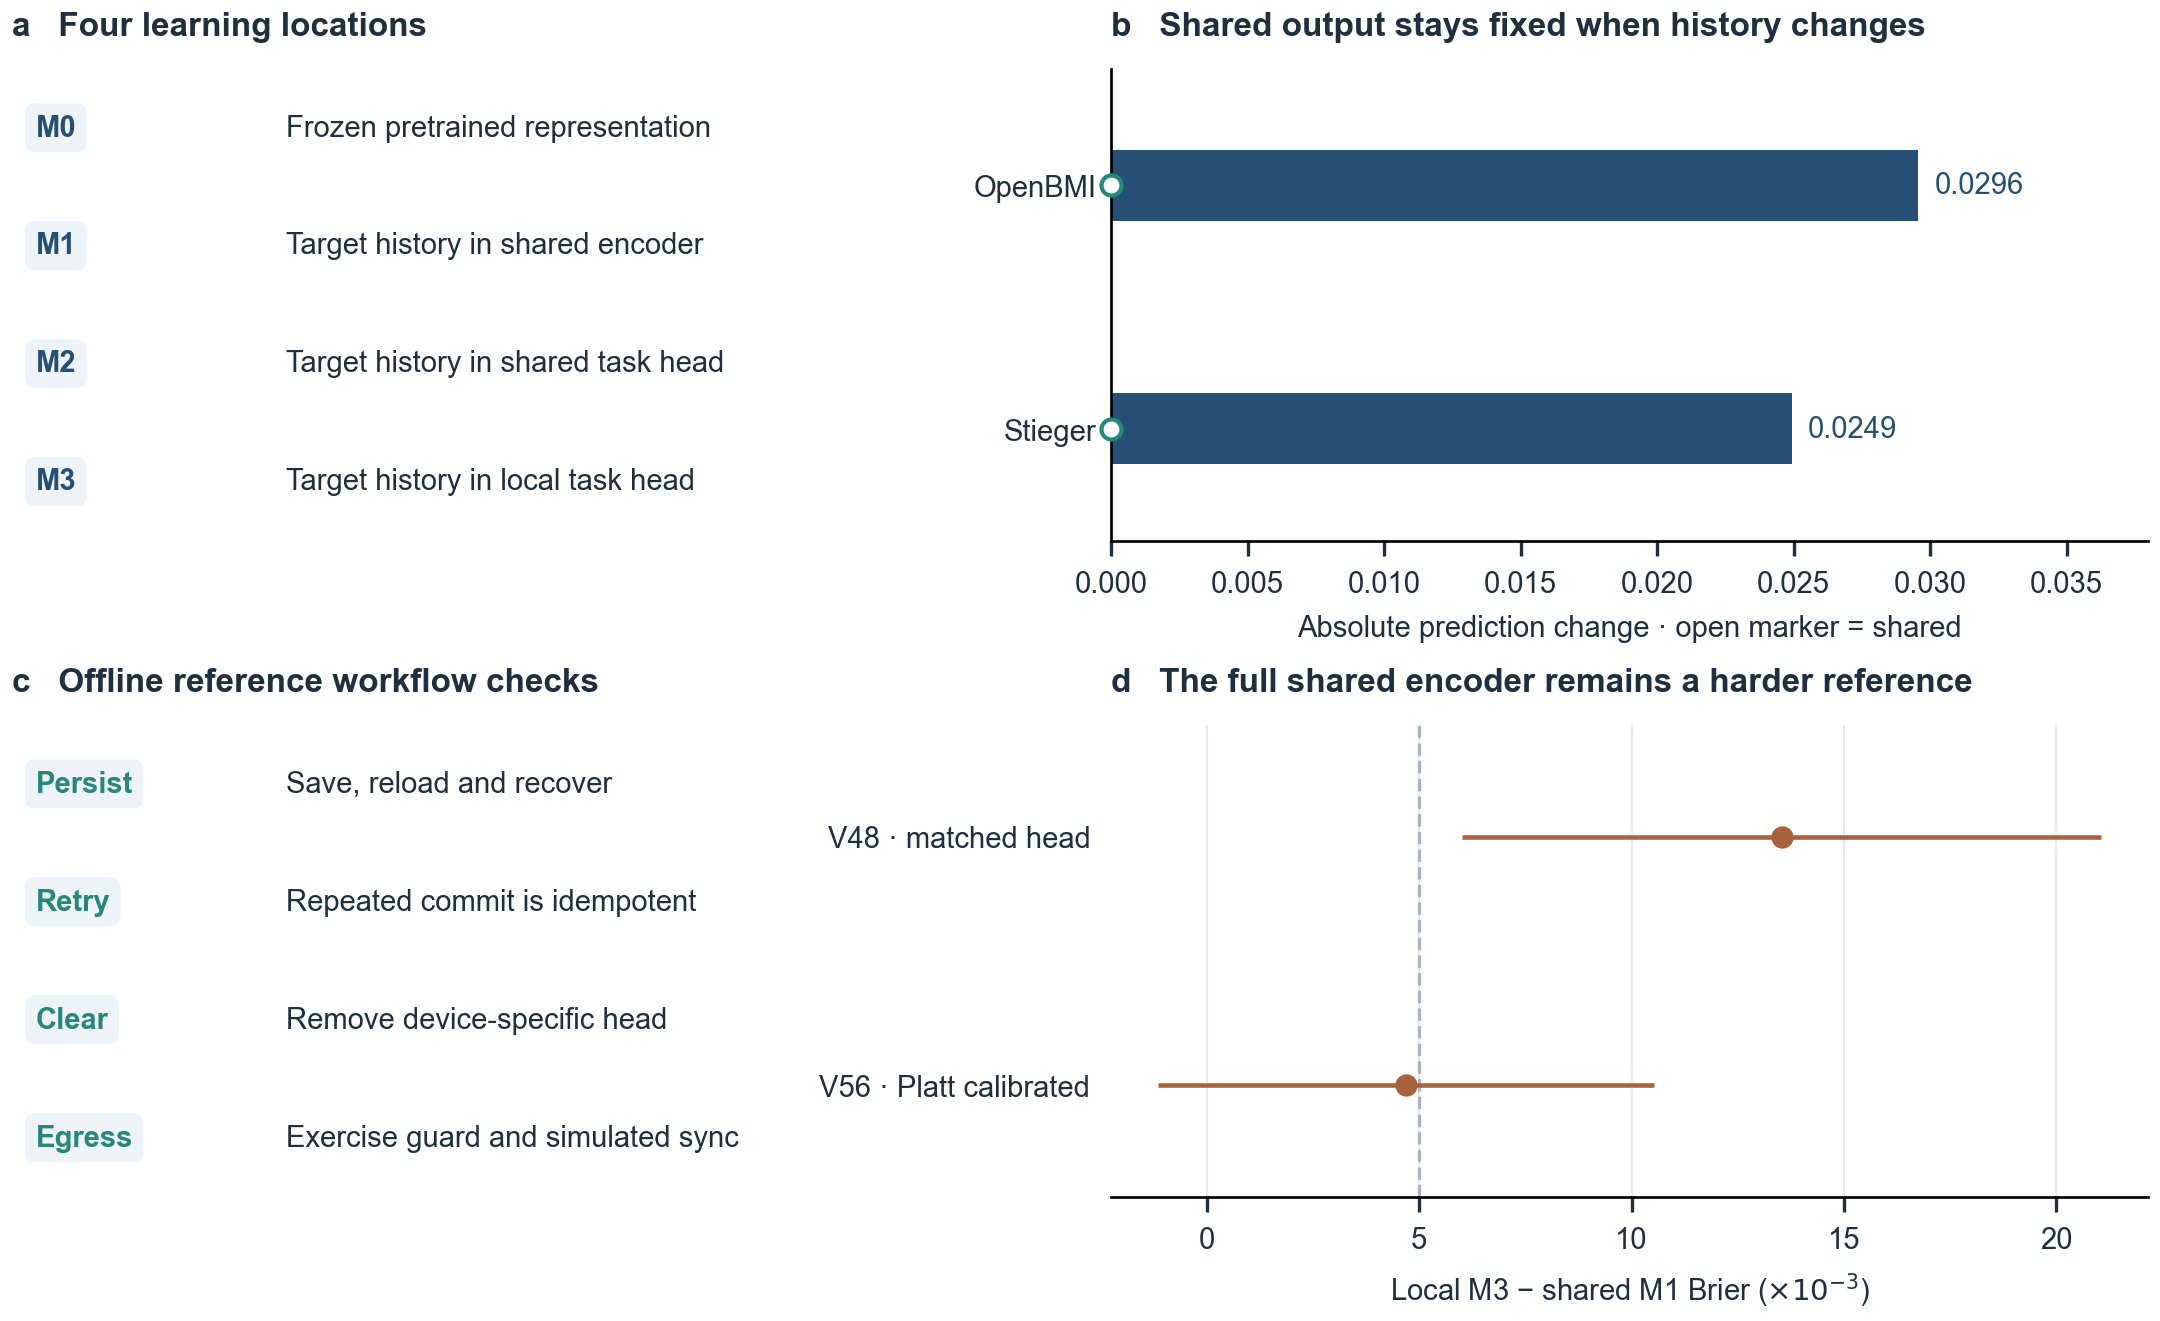 a Four learning locations
M0 Frozen pretrained representation
M1 Target history in shared encoder
M2 Target history in shared task head
M3 Target history in local task head
b Shared output stays fixed when history changes
OpenBMI 0.0296
Stieger 0.0249
0.000 0.005 0.010 0.015 0.020 0.025 0.030 0.035
Absolute prediction change · open marker = shared
c Offline reference workflow checks
Persist Save, reload and recover
Retry Repeated commit is idempotent
Clear Remove device-specific head
Egress Exercise guard and simulated sync
d The full shared encoder remains a harder reference
V48 · matched head
V56 · Platt calibrated
0 5 10 15 20
Local M3 − shared M1 Brier (×10⁻³)